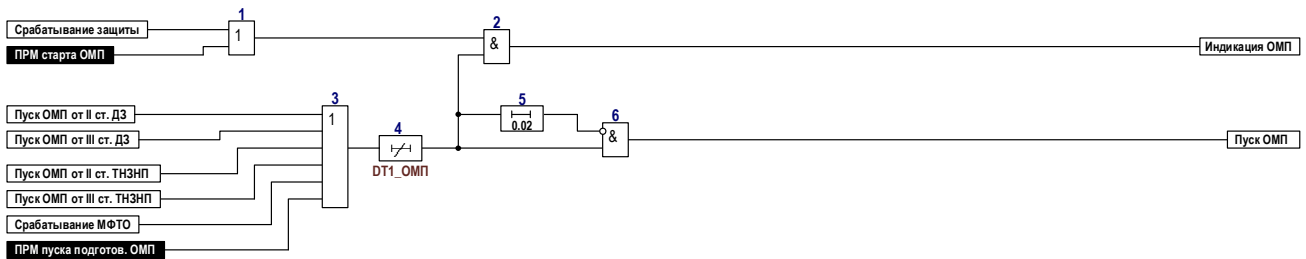 1
2
Срабатывание защиты
1
&
ПРМ старта ОМП
Индикация ОМП
3
5
6
Пуск ОМП от II ст. ДЗ
1
0.02
&
Пуск ОМП от III ст. ДЗ
4
Пуск ОМП
DT1_ОМП
Пуск ОМП от II ст. ТНЗНП
Пуск ОМП от III ст. ТНЗНП
Срабатывание МФТО
ПРМ пуска подготов. ОМП